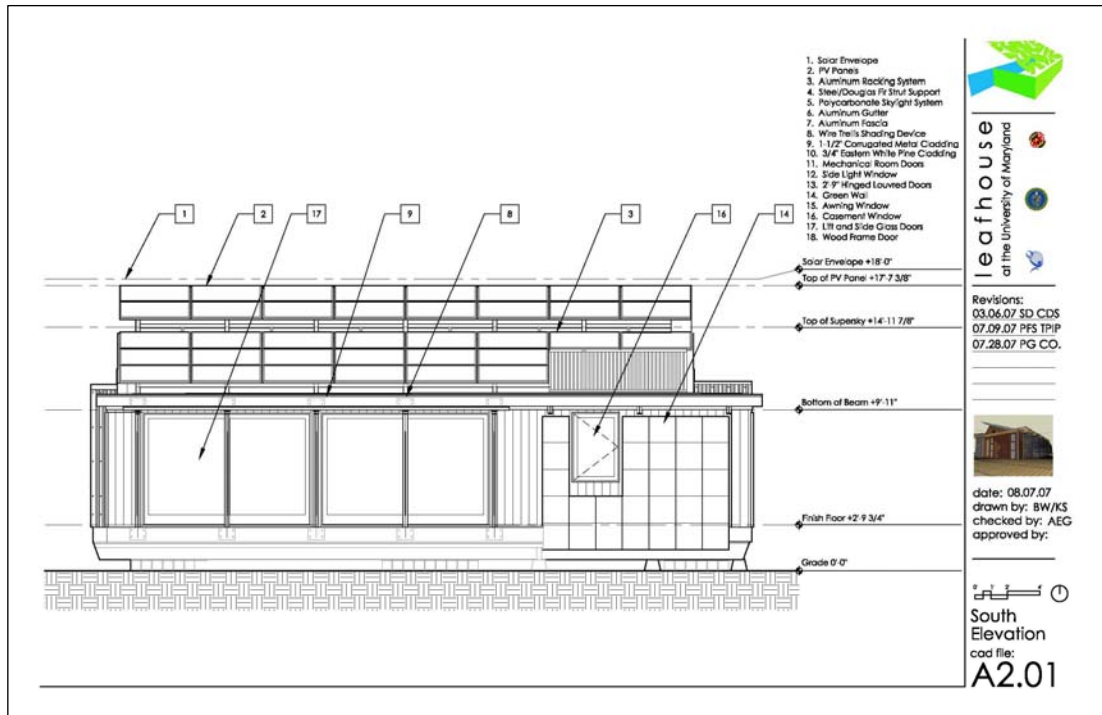 1. Solar Envelope
2. PV Panels
3. Aluminum Racking System
4. Steel/Douglas Fir Strut Support
5. Polycarbonate Skylight System
6. Aluminum Gutter
7. Aluminum Fascia
8. Wire Trellis Shading Device
9. 1-1/2" Corrugated Metal Cladding
10. 3/4" Eastern White Pine Cladding
11. Mechanical Room Doors
12. Side Light Window
13. 2'-9" Hinged Louvred Doors
14. Green Wall
15. Awning Window
16. Casement Window
17. Lift and Slide Glass Doors
18. Wood Frame Door
1
2
17
9
8
3
16
14
Solar Envelope +18'-0"
Top of PV Panel +17'-7 3/8"
Top of Supersky +14'-11 7/8"
Bottom of Beam +9'-11"
Finish Floor +2'-9 3/4"
Grade 0'-0"
leafhouse
at the University of Maryland
Revisions:
03.06.07 SD CDS
07.09.07 PFS TPIP
07.28.07 PG CO.
date: 08.07.07
drawn by: BW/KS
checked by: AEG
approved by:
0' 1' 2' 4'
South
Elevation
cad file:
A2.01